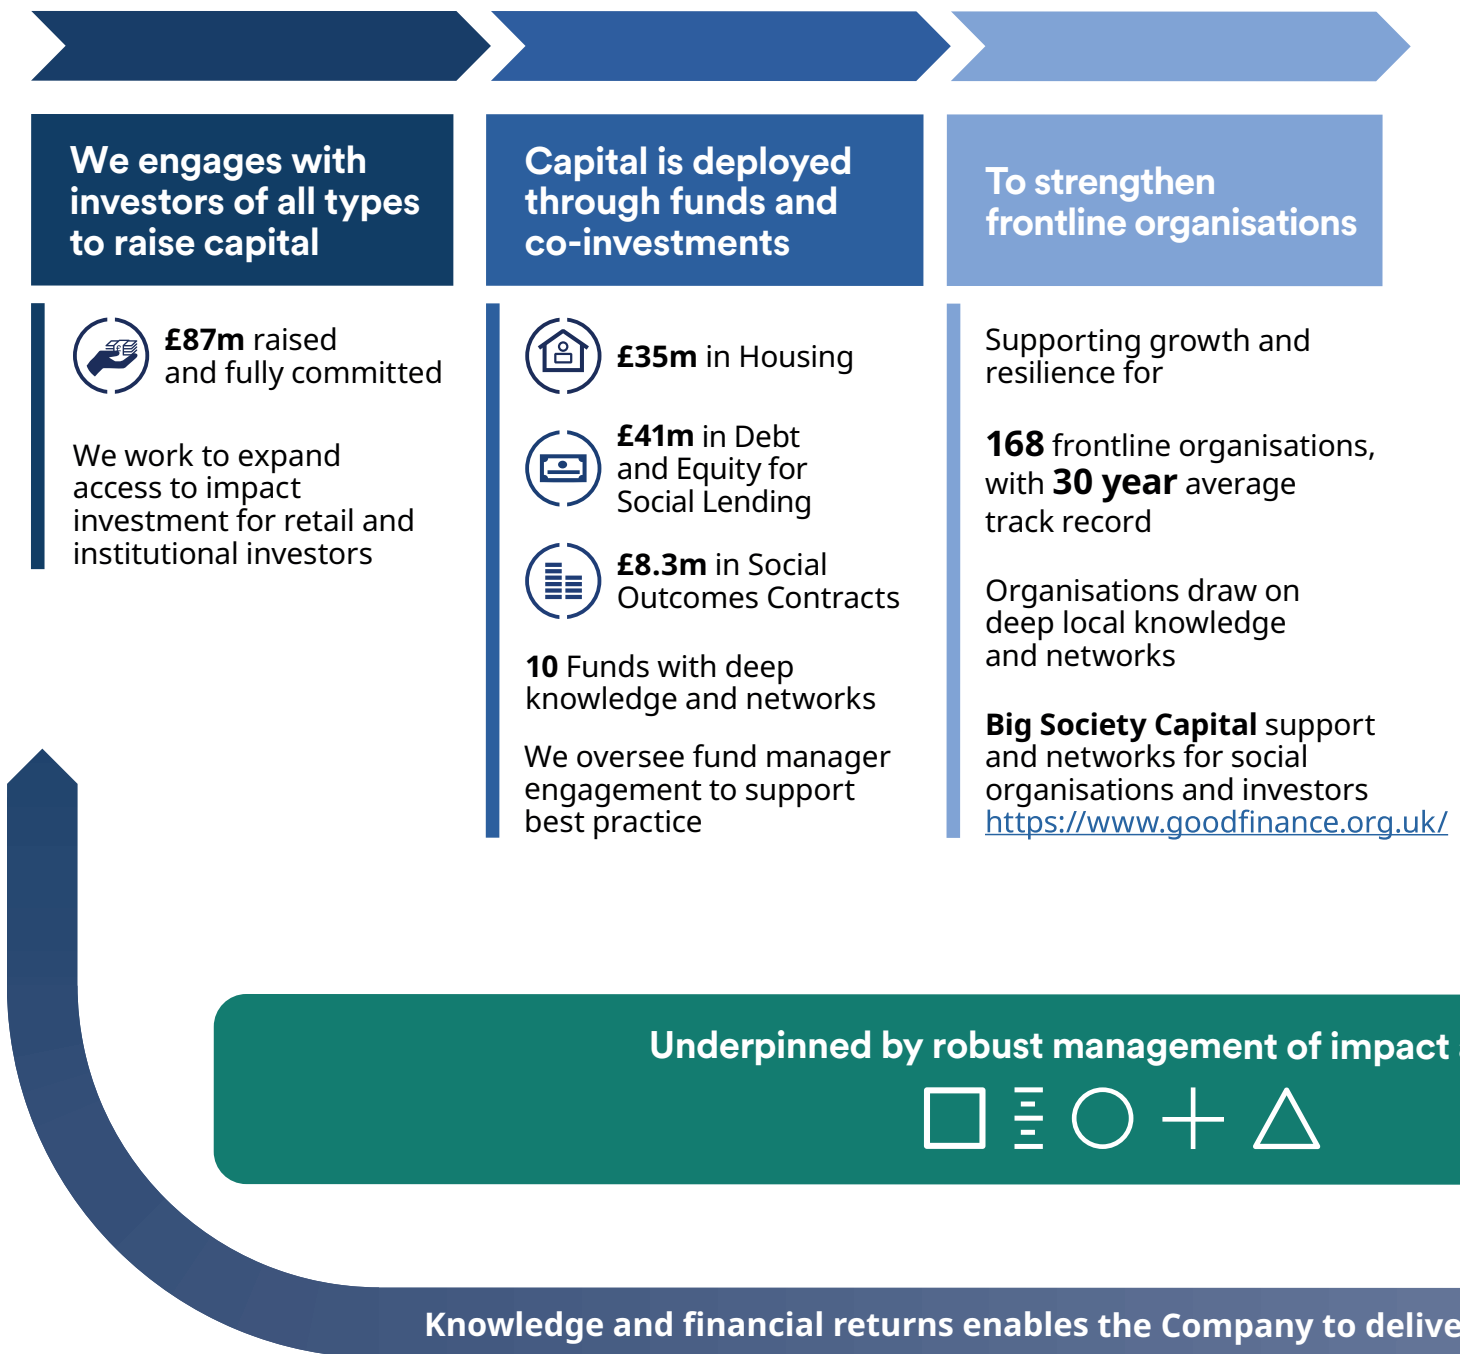 We engages with
investors of all types
to raise capital
£87m raised
and fully committed
We work to expand
access to impact
investment for retail and
institutional investors
Capital is deployed
through funds and
co-investments
£35m in Housing
£41m in Debt
and Equity for
Social Lending
£8.3m in Social
Outcomes Contracts
10 Funds with deep
knowledge and networks
We oversee fund manager
engagement to support
best practice
To strengthen
frontline organisations
Supporting growth and
resilience for
168 frontline organisations,
with 30 year average
track record
Organisations draw on
deep local knowledge
and networks
Big Society Capital support
and networks for social
organisations and investors
https://www.goodfinance.org.uk/
Underpinned by robust management of impact
Knowledge and financial returns enables the Company to delive